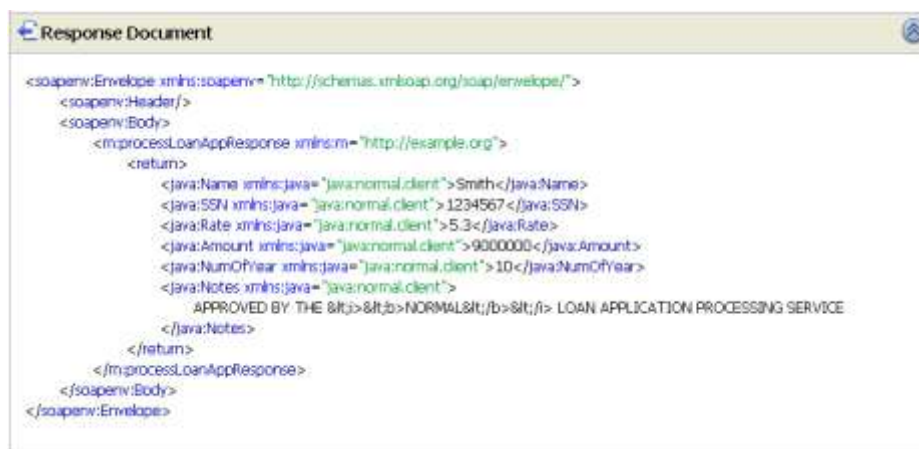 Response Document
<soapenv:Envelope xmlns:soapenv="http://schemas.xmlsoap.org/soap/envelope/">
<soapenv:Header/>
<soapenv:Body>
<m:processLoanAppResponse xmlns:m="http://example.org">
<return>
<java:Name xmlns:java="java:normal.client">Smith</java:Name>
<java:SSN xmlns:java="java:normal.client">1234567</java:SSN>
<java:Rate xmlns:java="java:normal.client">5.3</java:Rate>
<java:Amount xmlns:java="java:normal.client">9000000</java:Amount>
<java:NumOfYear xmlns:java="java:normal.client">10</java:NumOfYear>
<java:Notes xmlns:java="java:normal.client">
APPROVED BY THE &lt;i>&lt;b>NORMAL&lt;/b>&lt;/i> LOAN APPLICATION PROCESSING SERVICE
</java:Notes>
</return>
</m:processLoanAppResponse>
</soapenv:Body>
</soapenv:Envelope>